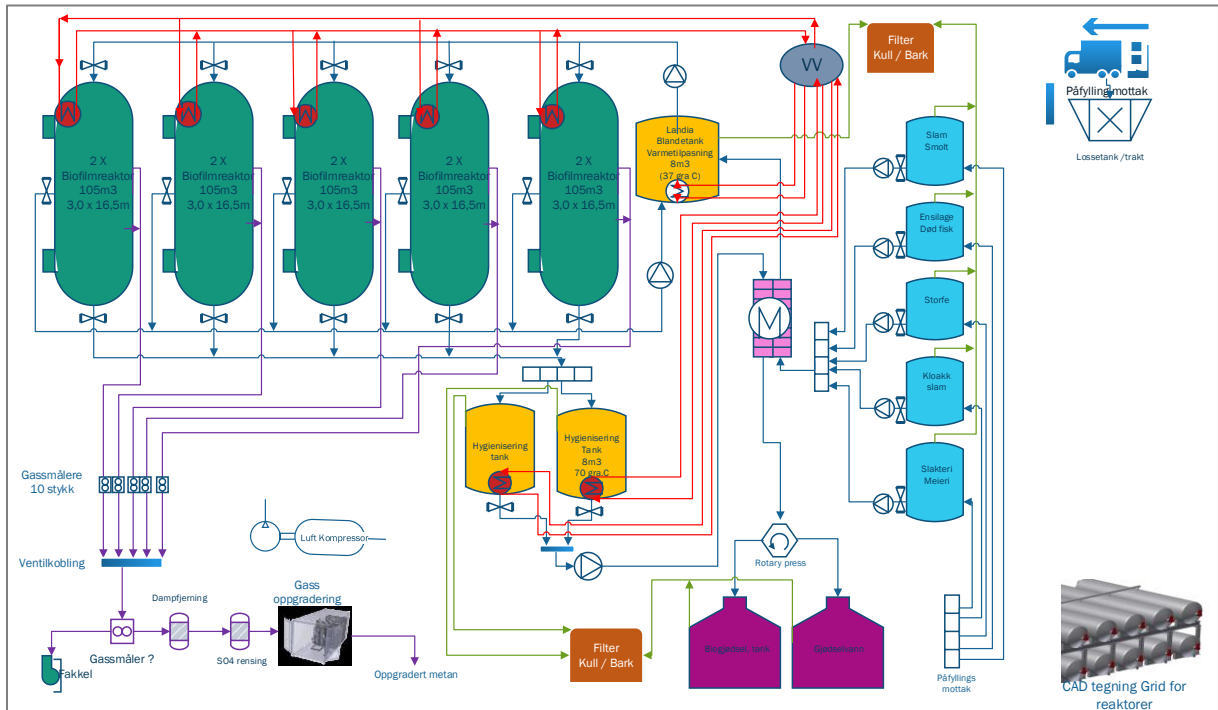 Filter
Kull / Bark
VV
Påfylling mottak
Lossetank /trakt
2 X
Biofilmreaktor
105m3
3,0 x 16,5m
2 X
Biofilmreaktor
105m3
3,0 x 16,5m
2 X
Biofilmreaktor
105m3
3,0 x 16,5m
2 X
Biofilmreaktor
105m3
3,0 x 16,5m
2 X
Biofilmreaktor
105m3
3,0 x 16,5m
Landia
Blandetank
Varmetilpasning
8m3
(37 gra C)
Slam
Smolt
Ensilage
Død fisk
Storfe
Kloakk
slam
Slakteri
Meieri
Hygienisering
tank
Hygienisering
Tank
8m3
70 gra.C
Gassmålere
10 stykk
Luft Kompressor
Ventilkobling
Rotary press
Dampfjerning
Gass
oppgradering
SO4 rensing
Gassmåler ?
Fakkel
Oppgradert metan
Filter
Kull / Bark
Biogjødsel, tank
Gjødselvann
Påfyllings
mottak
CAD tegning Grid for
reaktorer